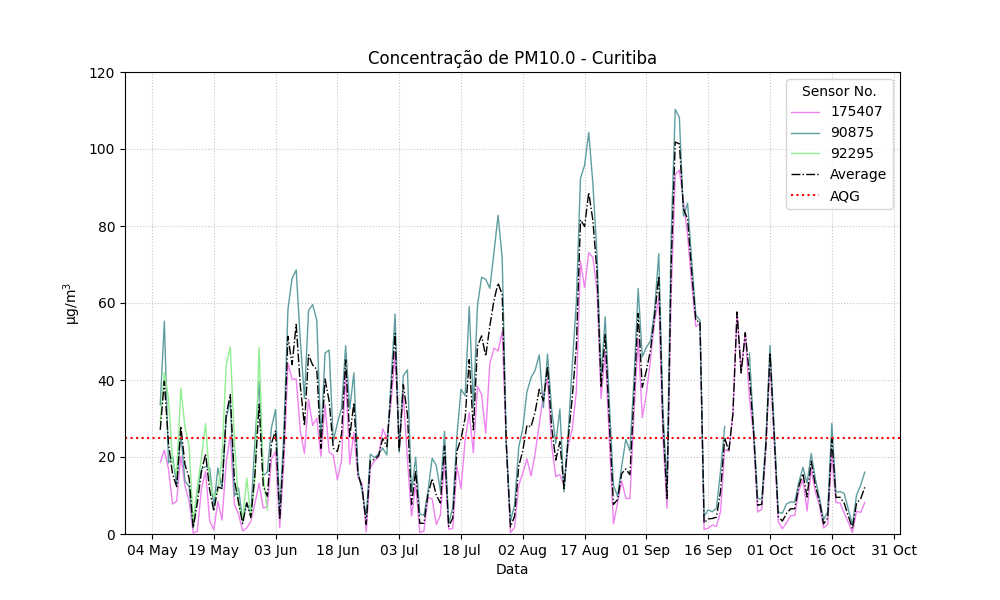 Concentração de PM10.0 - Curitiba
120
100
80
60
40
20
0
µg/m³
Sensor No.
175407
90875
92295
Average
AQG
04 May 19 May 03 Jun 18 Jun 03 Jul 18 Jul 02 Aug 17 Aug 01 Sep 16 Sep 01 Oct 16 Oct 31 Oct
Data